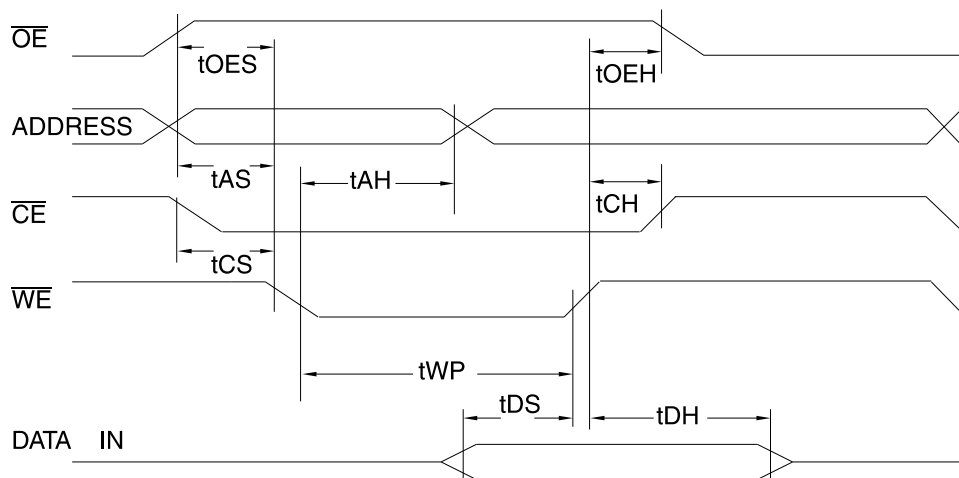 OE
tOES
tOEH
ADDRESS
tAS
tAH
tCH
CE
tCS
WE
tWP
tDS
tDH
DATA IN